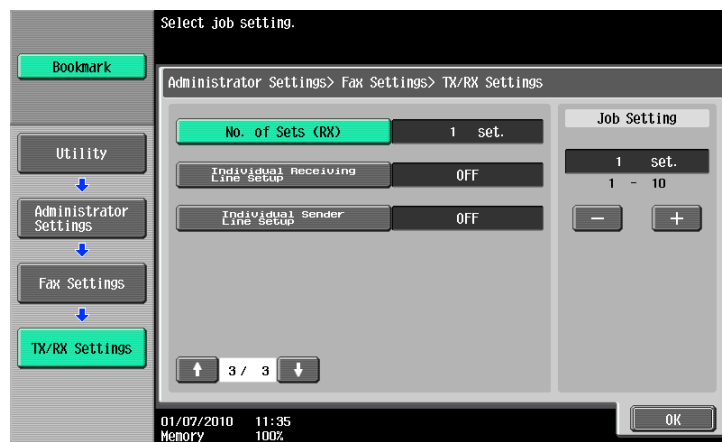 Select job setting.
Bookmark
Administrator Settings> Fax Settings> TX/RX Settings
Utility
Administrator
Settings
Fax Settings
TX/RX Settings
No. of Sets (RX)
1 set.
Individual Receiving
Line Setup
OFF
Individual Sender
Line Setup
OFF
3/ 3
Job Setting
1 set.
1 - 10
- +
01/07/2010 11:35
Memory 100%
OK